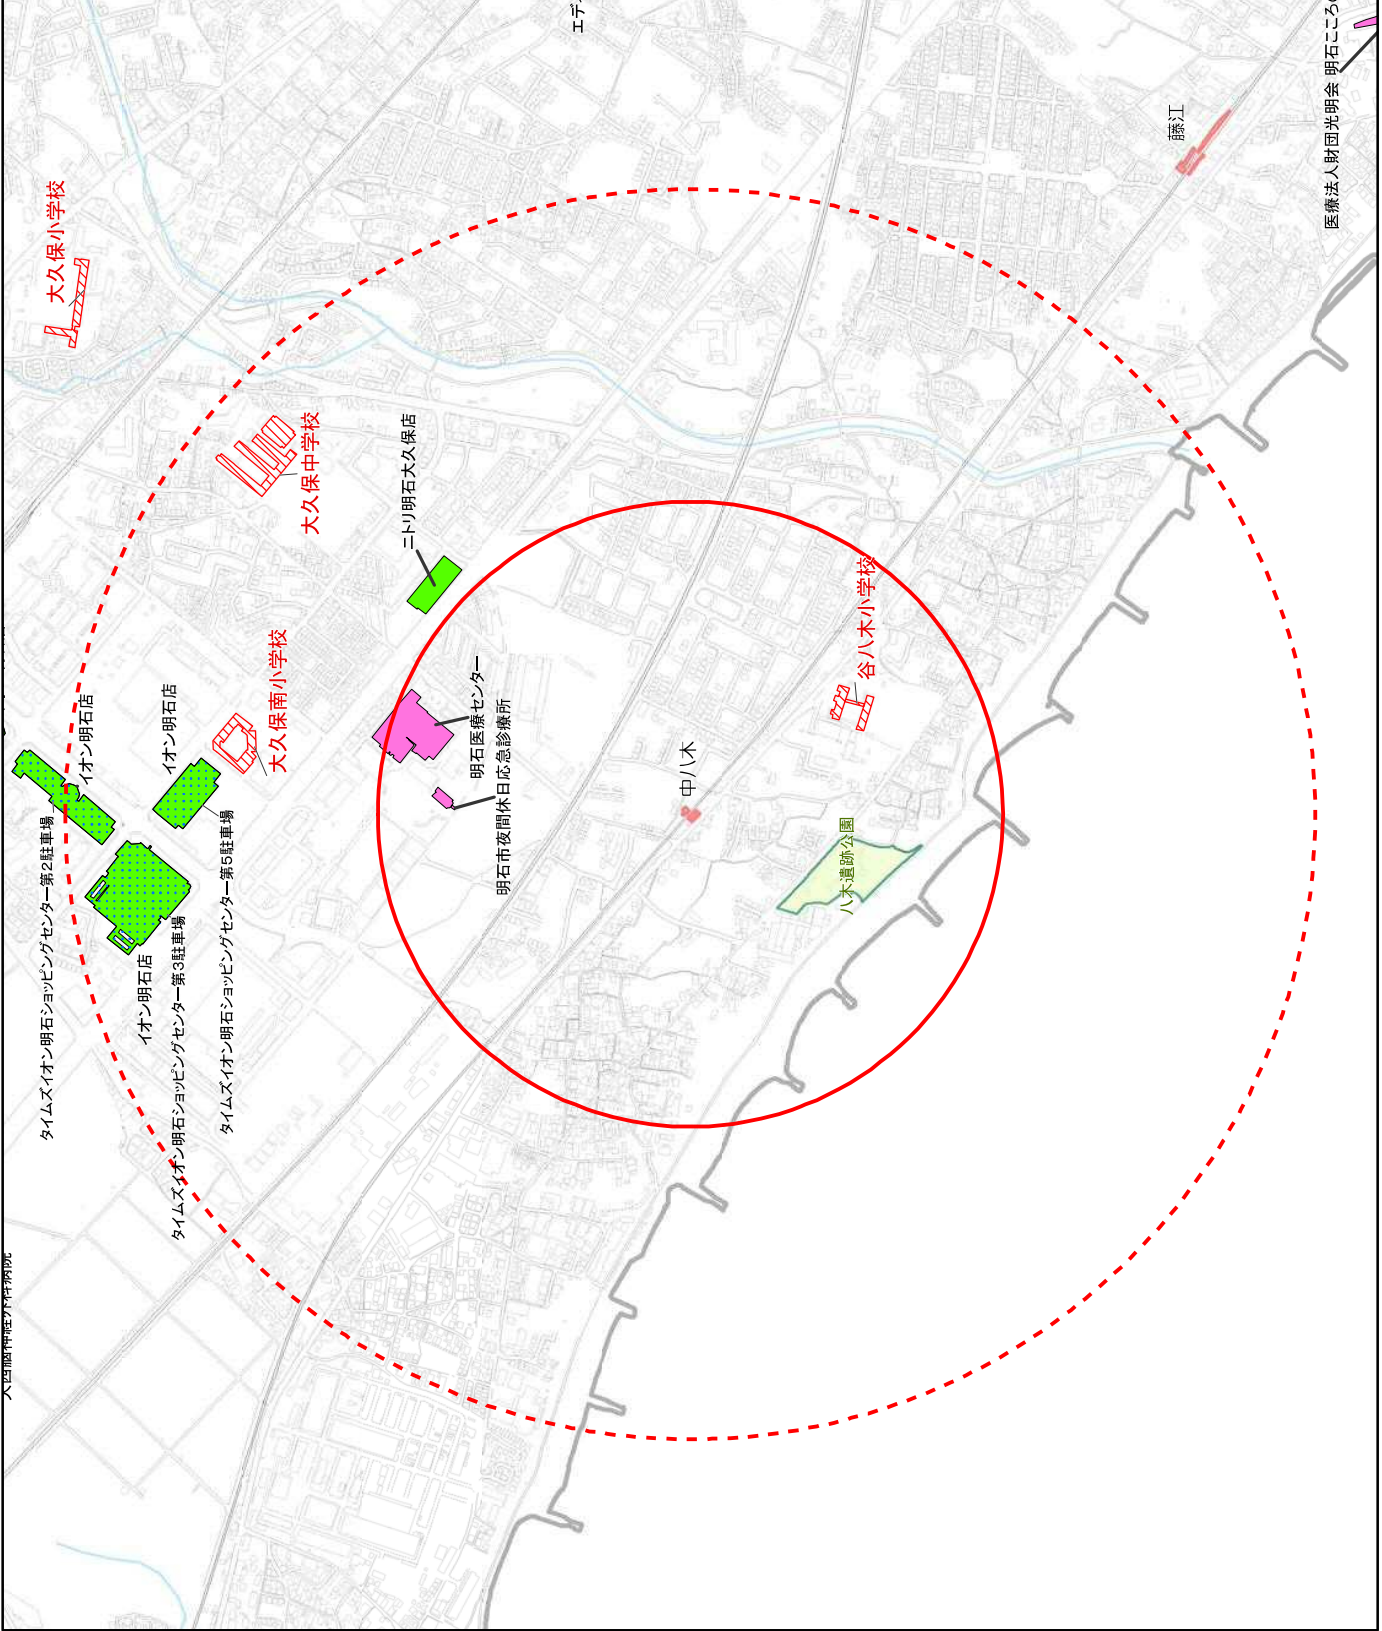 大久保小学校
エデ
藤江
医療法人財団光明会 明石こころ
大久保中学校
ニトリ明石大久保店
大久保南小学校
イオン明石店
イオン明石店
タイムズイオン明石ショッピングセンター第2駐車場
タイムズイオン明石ショッピングセンター第5駐車場
イオン明石店
タイムズイオン明石ショッピングセンター第3駐車場
明石医療センター
明石市夜間休日応急診療所
谷八木小学校
中八木
八木遺跡公園